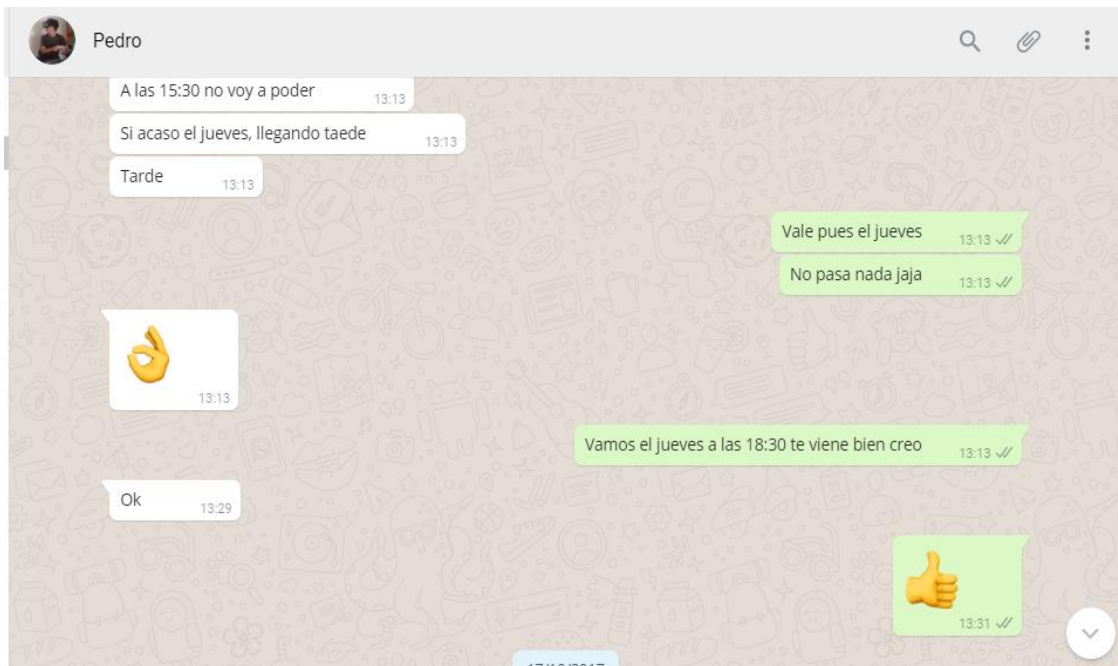 Pedro
A las 15:30 no voy a poder 13:13
Si acaso el jueves, llegando taede 13:13
Tarde 13:13
Vale pues el jueves 13:13
No pasa nada jaja 13:13
13:13
Vamos el jueves a las 18:30 te viene bien creo 13:13
Ok 13:29
13:31